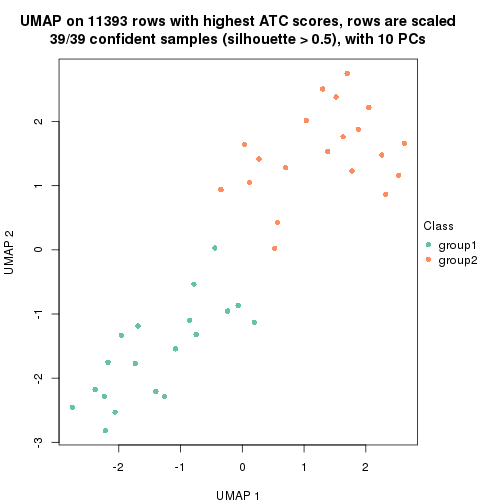 UMAP on 11393 rows with highest ATC scores, rows are scaled
39/39 confident samples (silhouette > 0.5), with 10 PCs
2
1
0
-1
-2
-3
UMAP 2
-2
-1
0
1
2
UMAP 1
Class
group1
group2